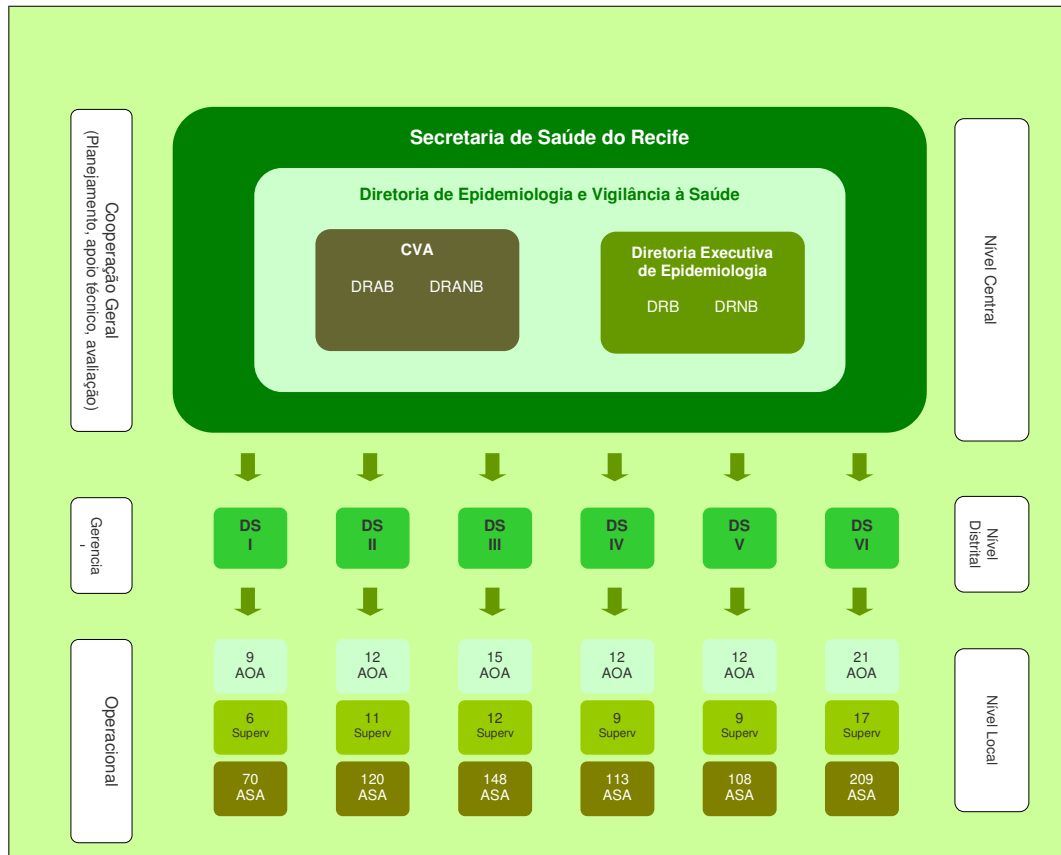 Secretaria de Saúde do Recife
Diretoria de Epidemiologia e Vigilância à Saúde
CVA
DRAB DRANB
Diretoria Executiva
de Epidemiologia
DRB DRNB
Cooperação Geral
(Planejamento, apoio técnico, avaliação)
Nível Central
Gerencia
,
DS
I
DS
II
DS
III
DS
IV
DS
V
DS
VI
Nível
Distrital
Operacional
9
AOA
12
AOA
15
AOA
12
AOA
12
AOA
21
AOA
6
Superv
11
Superv
12
Superv
9
Superv
9
Superv
17
Superv
70
ASA
120
ASA
148
ASA
113
ASA
108
ASA
209
ASA
Nível Local